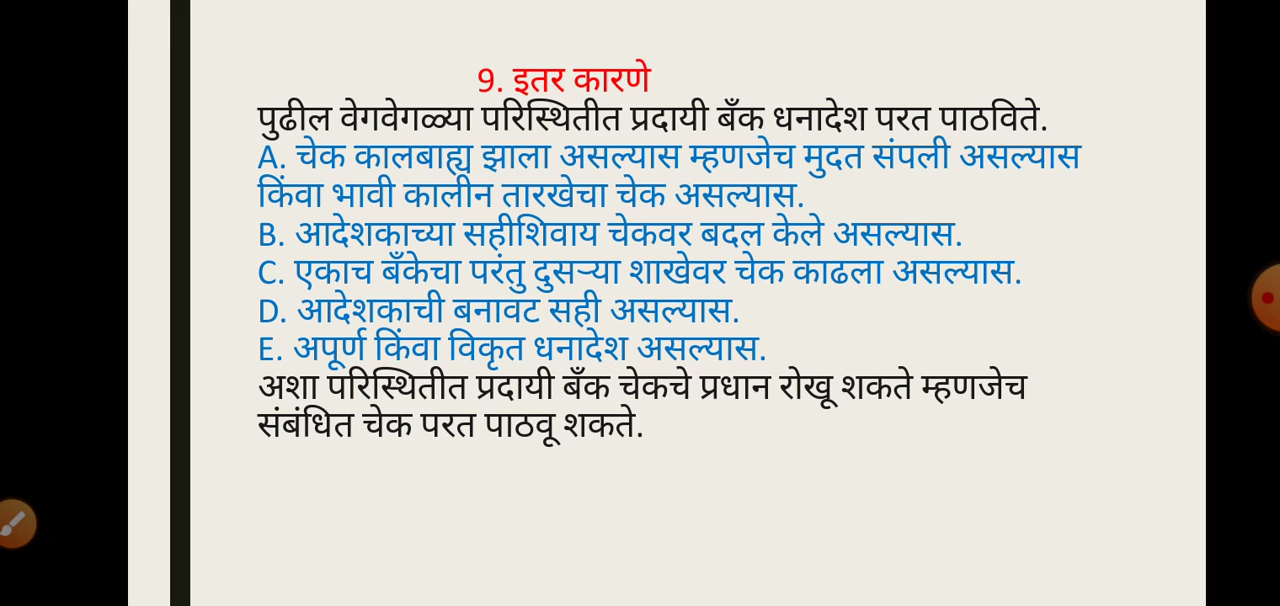 9. इतर कारणे
पुढील वेगवेगळ्या परिस्थितीत प्रदायी बँक धनादेश परत पाठविते.
A. चेक कालबाह्य झाला असल्यास म्हणजेच मुदत संपली असल्यास
किंवा भावी कालीन तारखेचा चेक असल्यास.
B. आदेशकाच्या सहीशिवाय चेकवर बदल केले असल्यास.
C. एकाच बँकेचा परंतु दुसऱ्या शाखेवर चेक काढला असल्यास.
D. आदेशकाची बनावट सही असल्यास.
E. अपूर्ण किंवा विकृत धनादेश असल्यास.
अशा परिस्थितीत प्रदायी बँक चेकचे प्रधान रोखू शकते म्हणजेच
संबंधित चेक परत पाठवू शकते.